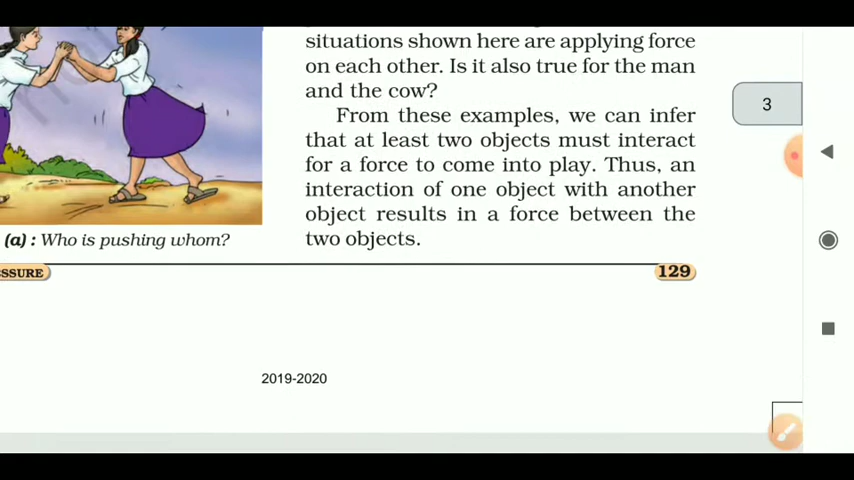 situations shown here are applying force
on each other. Is it also true for the man
and the cow?
From these examples, we can infer
that at least two objects must interact
for a force to come into play. Thus, an
interaction of one object with another
object results in a force between the
two objects.
(a) : Who is pushing whom?
SSURE
129
2019-2020
3